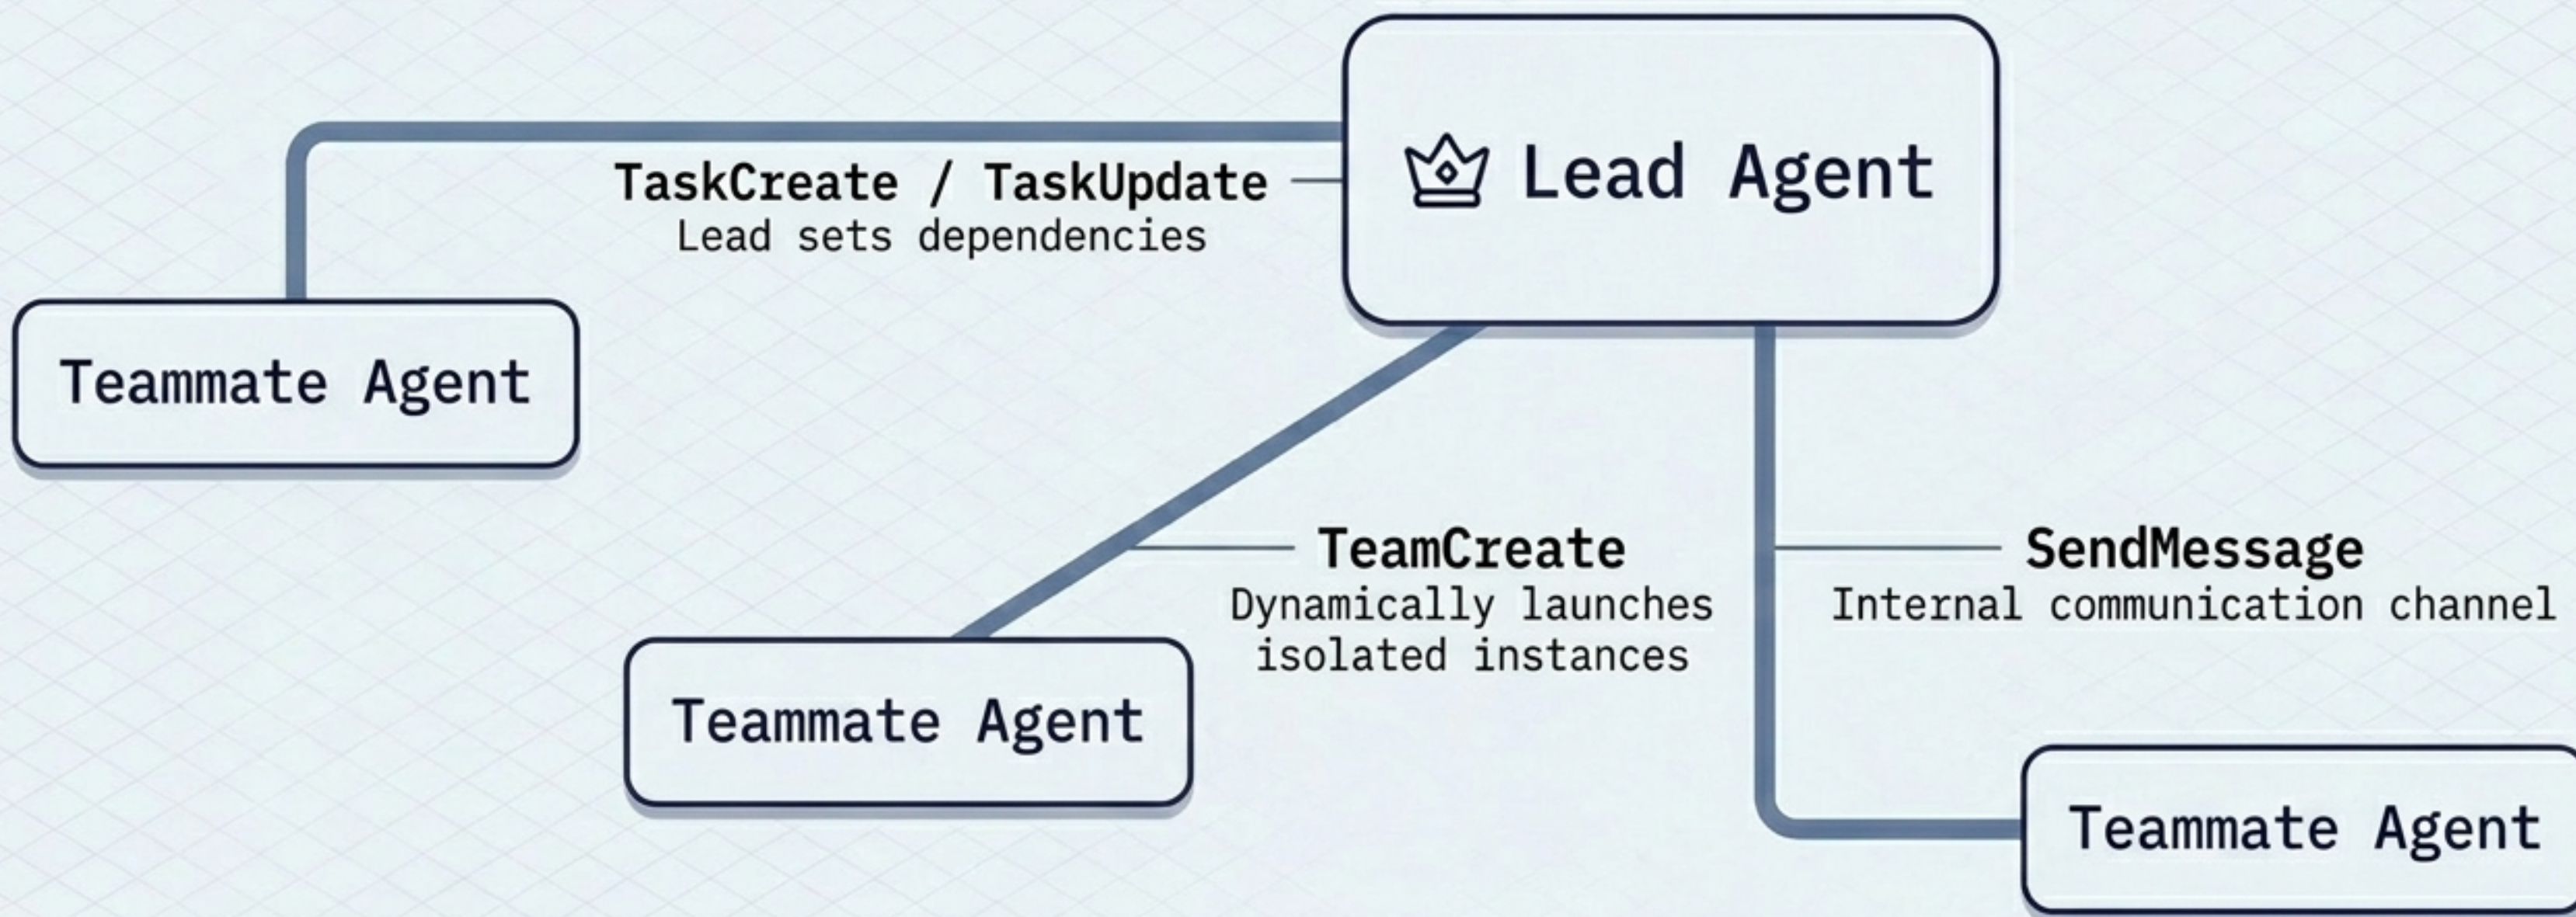 Lead Agent
TaskCreate / TaskUpdate
Lead sets dependencies
Teammate Agent
TeamCreate
Dynamically launches
isolated instances
SendMessage
Internal communication channel
Teammate Agent
Teammate Agent